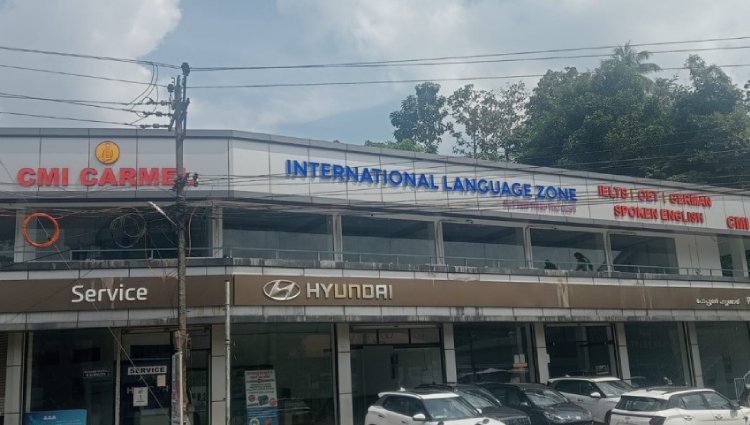 CMI CARMEL
INTERNATIONAL LANGUAGE ZONE
IELTS | OET | GERMAN
SPOKEN ENGLISH
CMI
Service
HYUNDAI
SERVICE